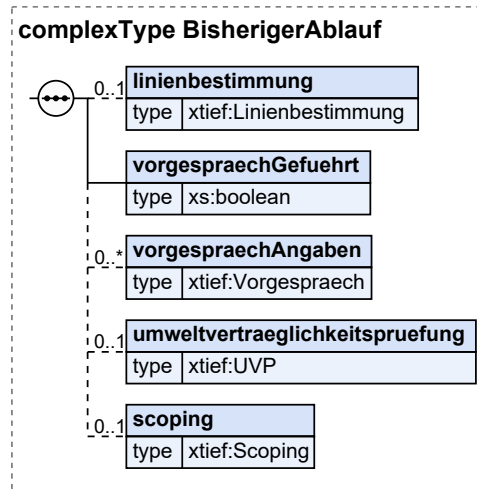 complexType BisherigerAblauf
0..1 linienbestimmung
type xtief:Linienbestimmung
vorgespraechGefuehrt
type xs:boolean
0..* vorgespraechAngaben
type xtief:Vorgespraech
0..1 umweltvertraeglichkeitspruefung
type xtief:UVP
0..1 scoping
type xtief:Scoping